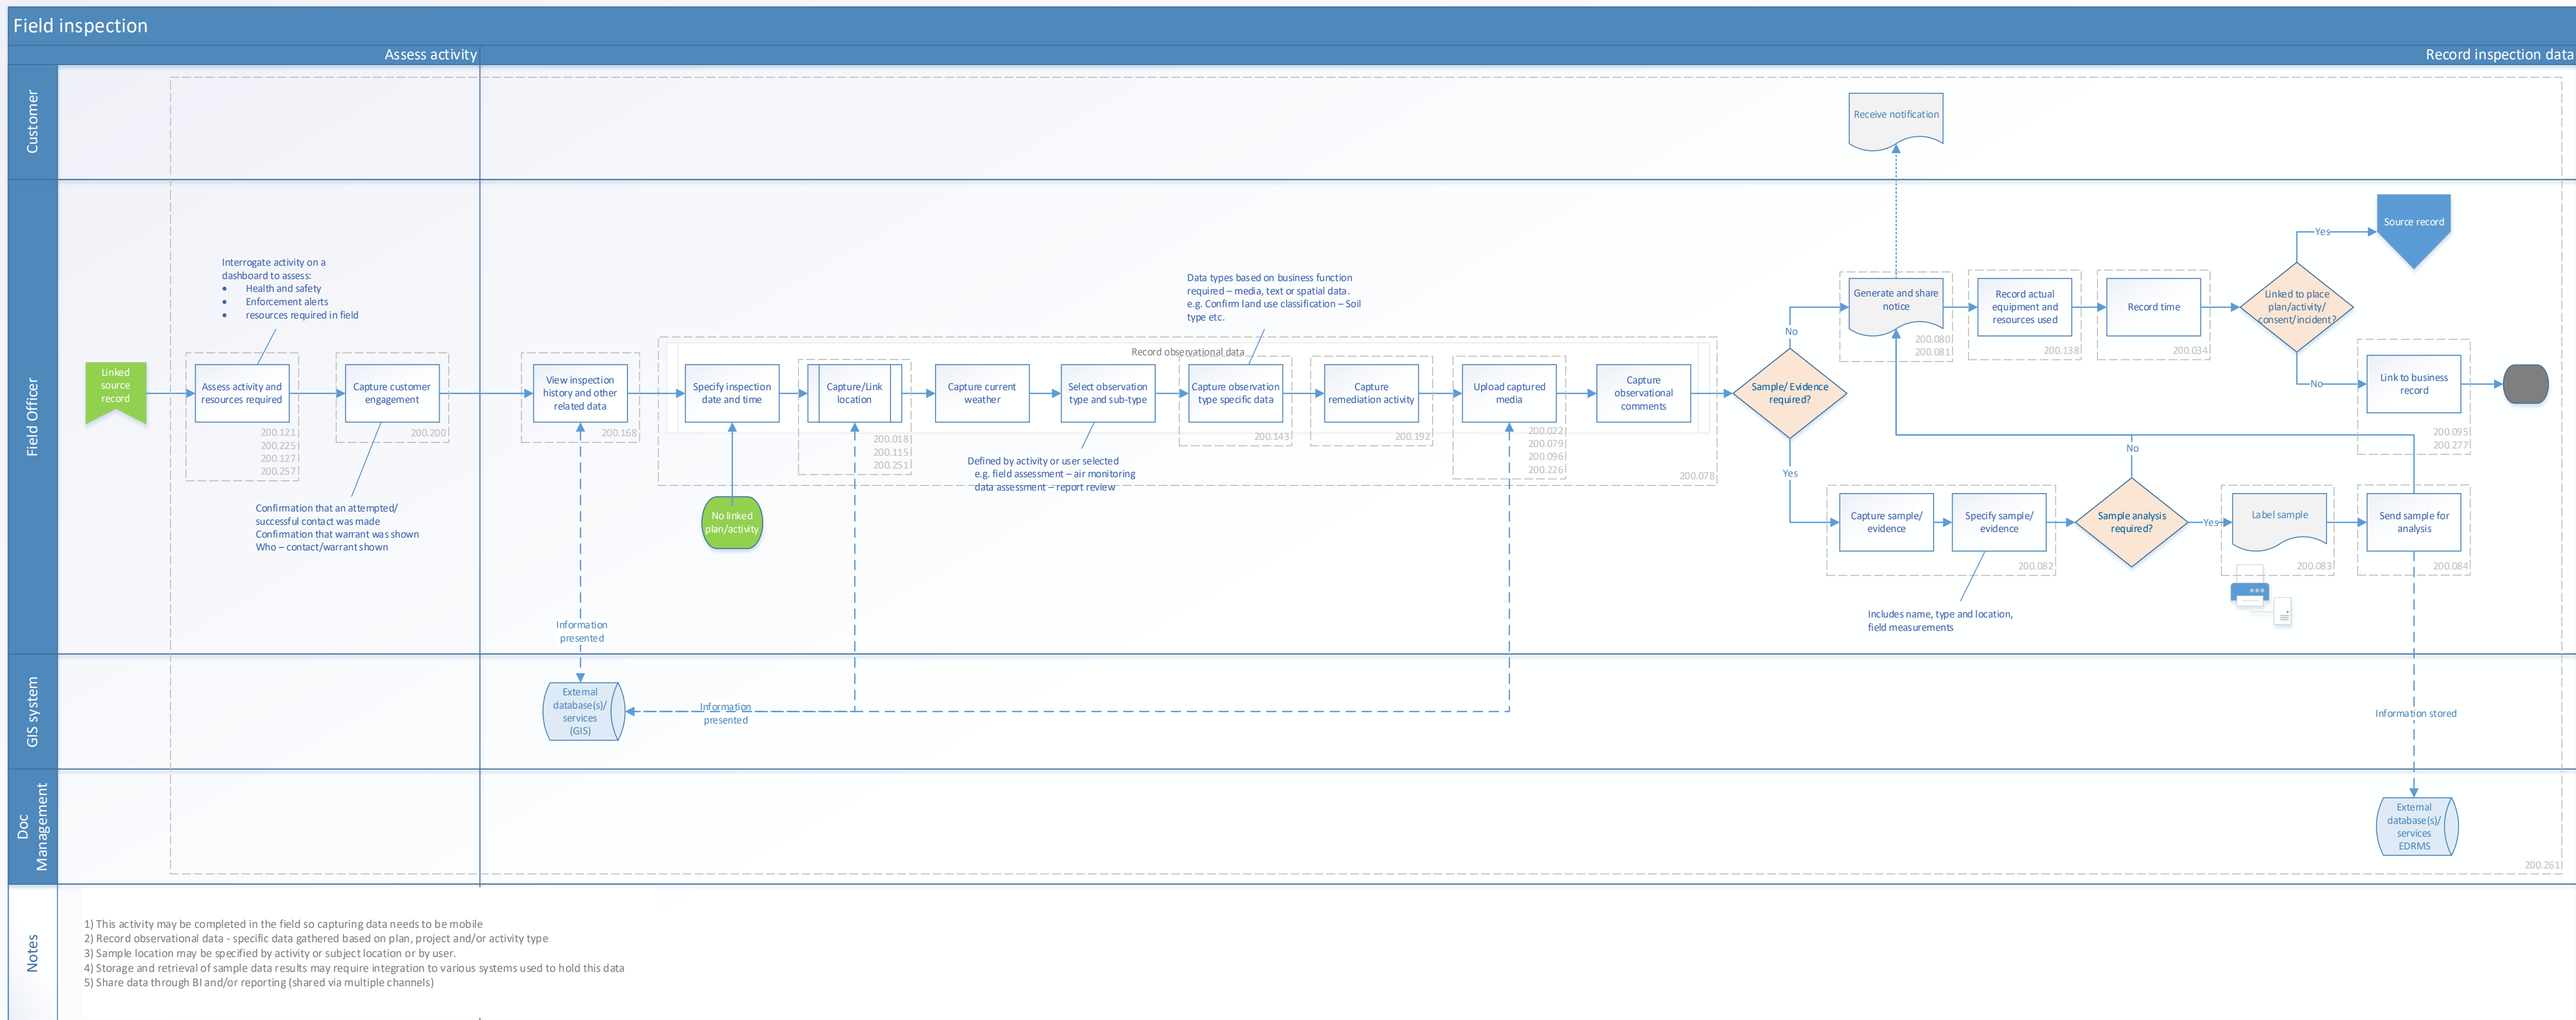 Field inspection
Assess activity
Record inspection data
Customer
Receive notification
Field Officer
Linked
source
record
Interrogate activity on a
dashboard to assess:
• Health and safety
• Enforcement alerts
• resources required in field
Assess activity and
resources required
200.121
200.225
200.127
200.257
Capture customer
engagement
200.200
Confirmation that an attempted/
successful contact was made
Confirmation that warrant was shown
Who – contact/warrant shown
View inspection
history and other
related data
200.168
Information
presented
Record observational data
Specify inspection
date and time
No linked
plan/activity
Capture/Link
location
200.018
200.115
200.251
Capture current
weather
Select observation
type and sub-type
Defined by activity or user selected
e.g. field assessment – air monitoring
data assessment – report review
Data types based on business function
required – media, text or spatial data.
e.g. Confirm land use classification – Soil
type etc.
Capture observation
type specific data
200.143
Capture
remediation activity
200.192
Upload captured
media
200.022
200.079
200.096
200.226
Capture
observational
comments
200.078
Sample/ Evidence
required?
No
Yes
Generate and share
notice
200.080
200.081
Record actual
equipment and
resources used
200.138
Record time
200.034
Linked to place
plan/activity/
consent/incident?
Yes
Source record
No
Link to business
record
200.095
200.277
Capture sample/
evidence
Specify sample/
evidence
200.082
Includes name, type and location,
field measurements
Sample analysis
required?
No
Yes
Label sample
200.083
Send sample for
analysis
200.084
GIS system
External
database(s)/
services
(GIS)
Information
presented
Information stored
Doc
Management
External
database(s)/
services
EDRMS
200.261
Notes
1) This activity may be completed in the field so capturing data needs to be mobile
2) Record observational data - specific data gathered based on plan, project and/or activity type
3) Sample location may be specified by activity or subject location or by user.
4) Storage and retrieval of sample data results may require integration to various systems used to hold this data
5) Share data through BI and/or reporting (shared via multiple channels)